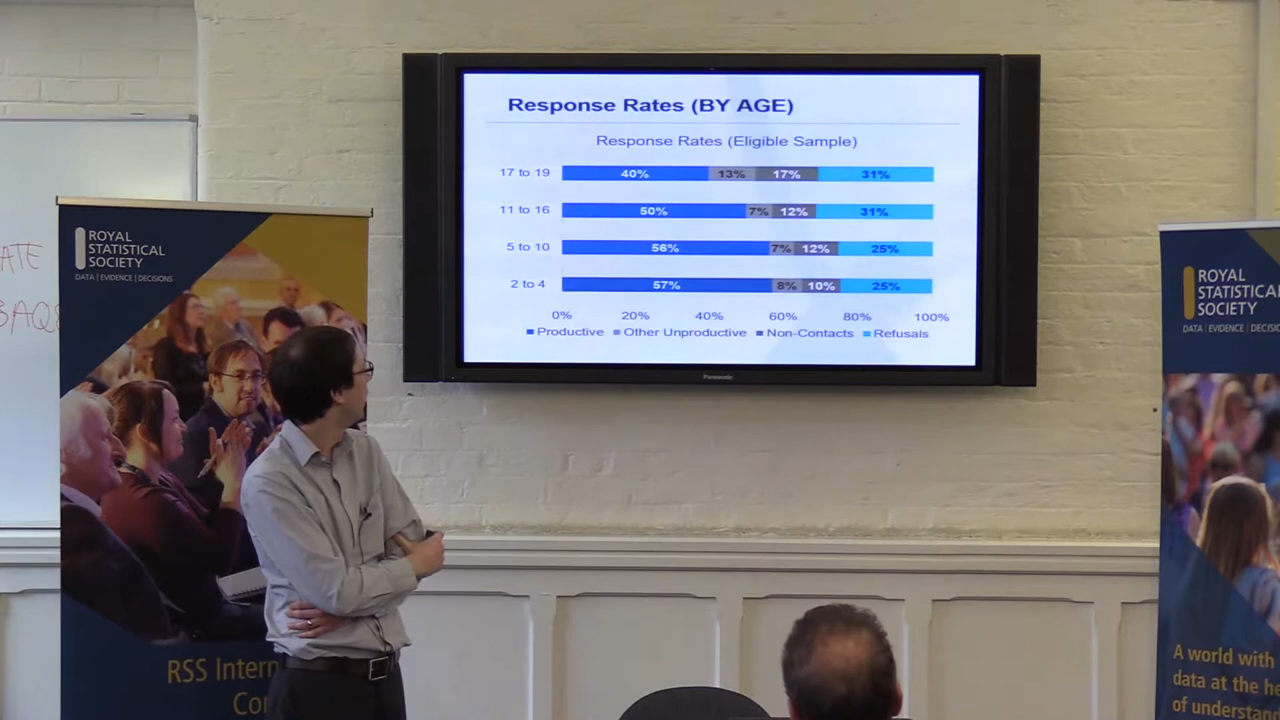 Response Rates (BY AGE)
Response Rates (Eligible Sample)
17 to 19 40% 13% 17% 31%
11 to 16 50% 7% 12% 31%
5 to 10 56% 7% 12% 25%
2 to 4 57% 8% 10% 25%
0% 20% 40% 60% 80% 100%
Productive Other Unproductive Non-Contacts Refusals
Panasonic
ATE
BAQS
ROYAL
STATISTICAL
SOCIETY
DATA | EVIDENCE | DECISIONS
RSS Intern
Con
ROYAL
STATISTICAL
SOCIETY
DATA | EVIDENCE | DECISIO
A world with
data at the he
of understan